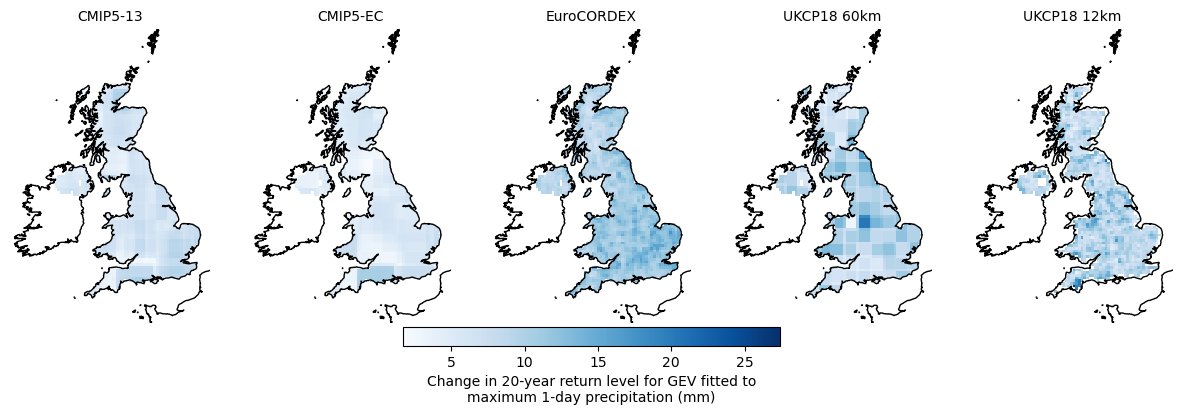 CMIP5-13
CMIP5-EC
EuroCORDEX
UKCP18 60km
UKCP18 12km
5
10
15
20
25
Change in 20-year return level for GEV fitted to
maximum 1-day precipitation (mm)